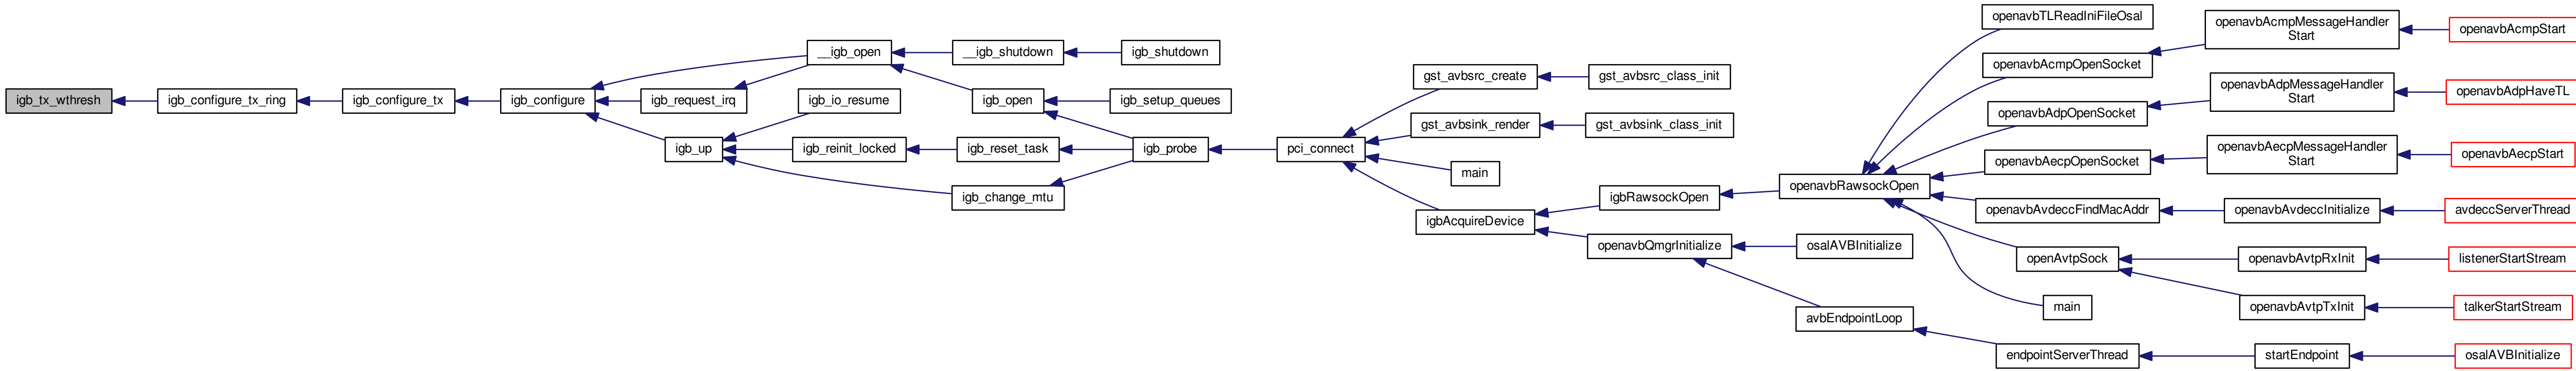 igb_tx_wthresh
igb_configure_tx_ring
igb_configure_tx
igb_configure
__igb_open
igb_request_irq
igb_up
__igb_shutdown
igb_shutdown
igb_open
igb_setup_queues
igb_io_resume
igb_reinit_locked
igb_reset_task
igb_change_mtu
igb_probe
pci_connect
gst_avbsrc_create
gst_avbsrc_class_init
gst_avbsink_render
gst_avbsink_class_init
main
igbAcquireDevice
igbRawsockOpen
openavbQmgrInitialize
osalAVBInitialize
avbEndpointLoop
openavbRawsockOpen
openavbTLReadIniFileOsal
openavbAcmpOpenSocket
openavbAcmpMessageHandler
Start
openavbAcmpStart
openavbAdpOpenSocket
openavbAdpMessageHandler
Start
openavbAdpHaveTL
openavbAecpOpenSocket
openavbAecpMessageHandler
Start
openavbAecpStart
openavbAvdeccFindMacAddr
openavbAvdeccInitialize
avdeccServerThread
openAvtpSock
openavbAvtpRxInit
listenerStartStream
openavbAvtpTxInit
talkerStartStream
main
endpointServerThread
startEndpoint
osalAVBInitialize